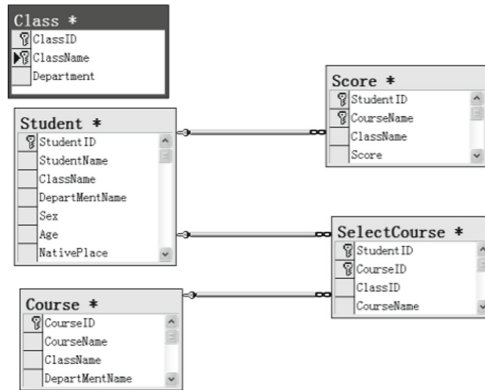 Class *
ClassID
ClassName
Department
Student *
StudentID
StudentName
ClassName
DepartMentName
Sex
Age
NativePlace
Score *
StudentID
CourseName
ClassName
Score
SelectCourse *
StudentID
CourseID
ClassID
CourseName
Course *
CourseID
CourseName
ClassName
DepartMentName